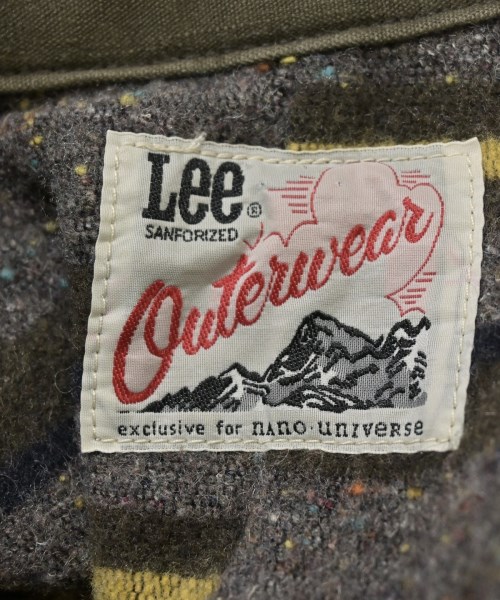 Lee®
SANFORIZED
Outerwear
exclusive for nano·universe